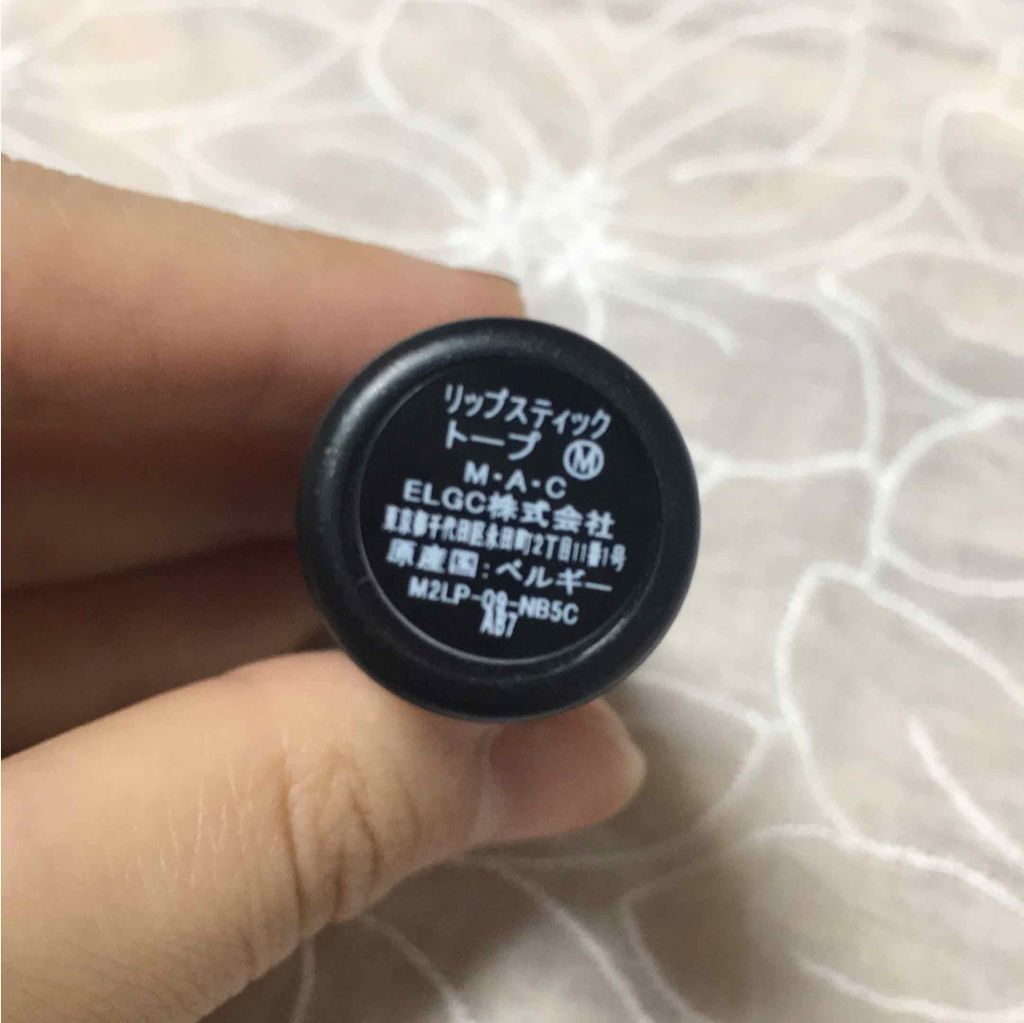 リップスティック
トープ Ⓜ
M・A・C
ELGC株式会社
東京都千代田区永田町2丁目11番1号
原産国:ベルギー
M2LP-09-NB5C
AB7